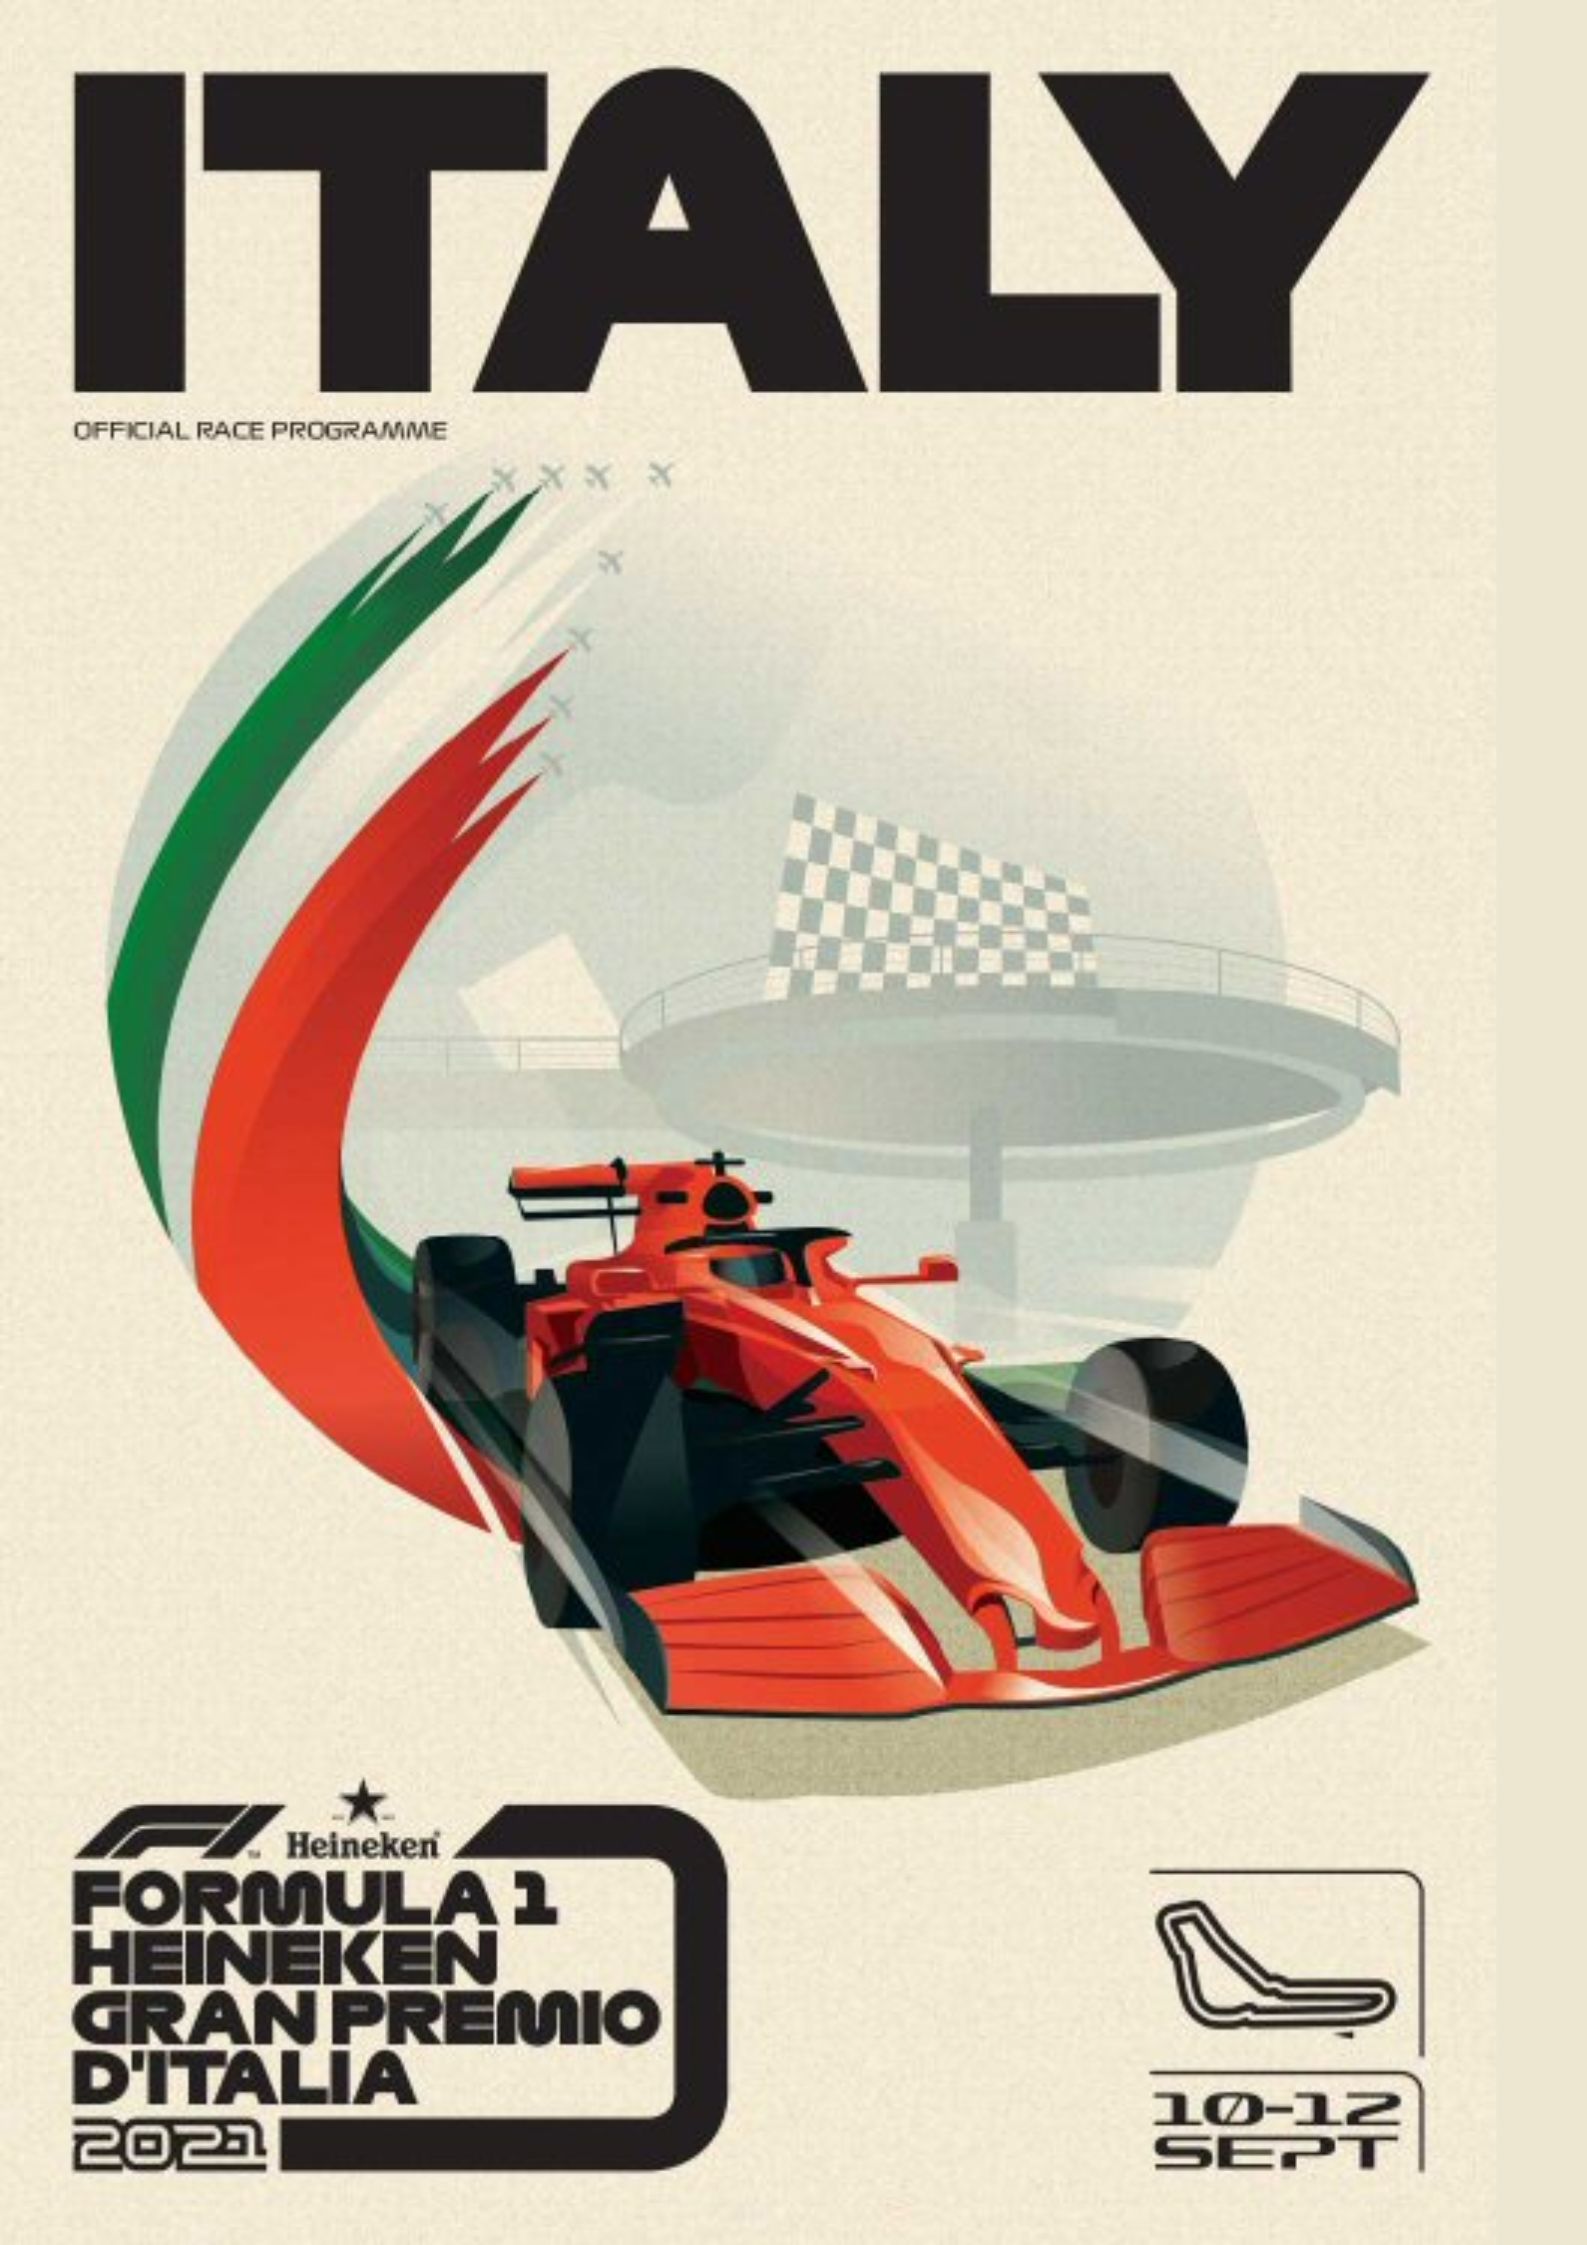 ITALY
OFFICIAL RACE PROGRAMME
Heineken
FORMULA 1
HEINEKEN
GRAN PREMIO
D'ITALIA
2021
10-12
SEPT